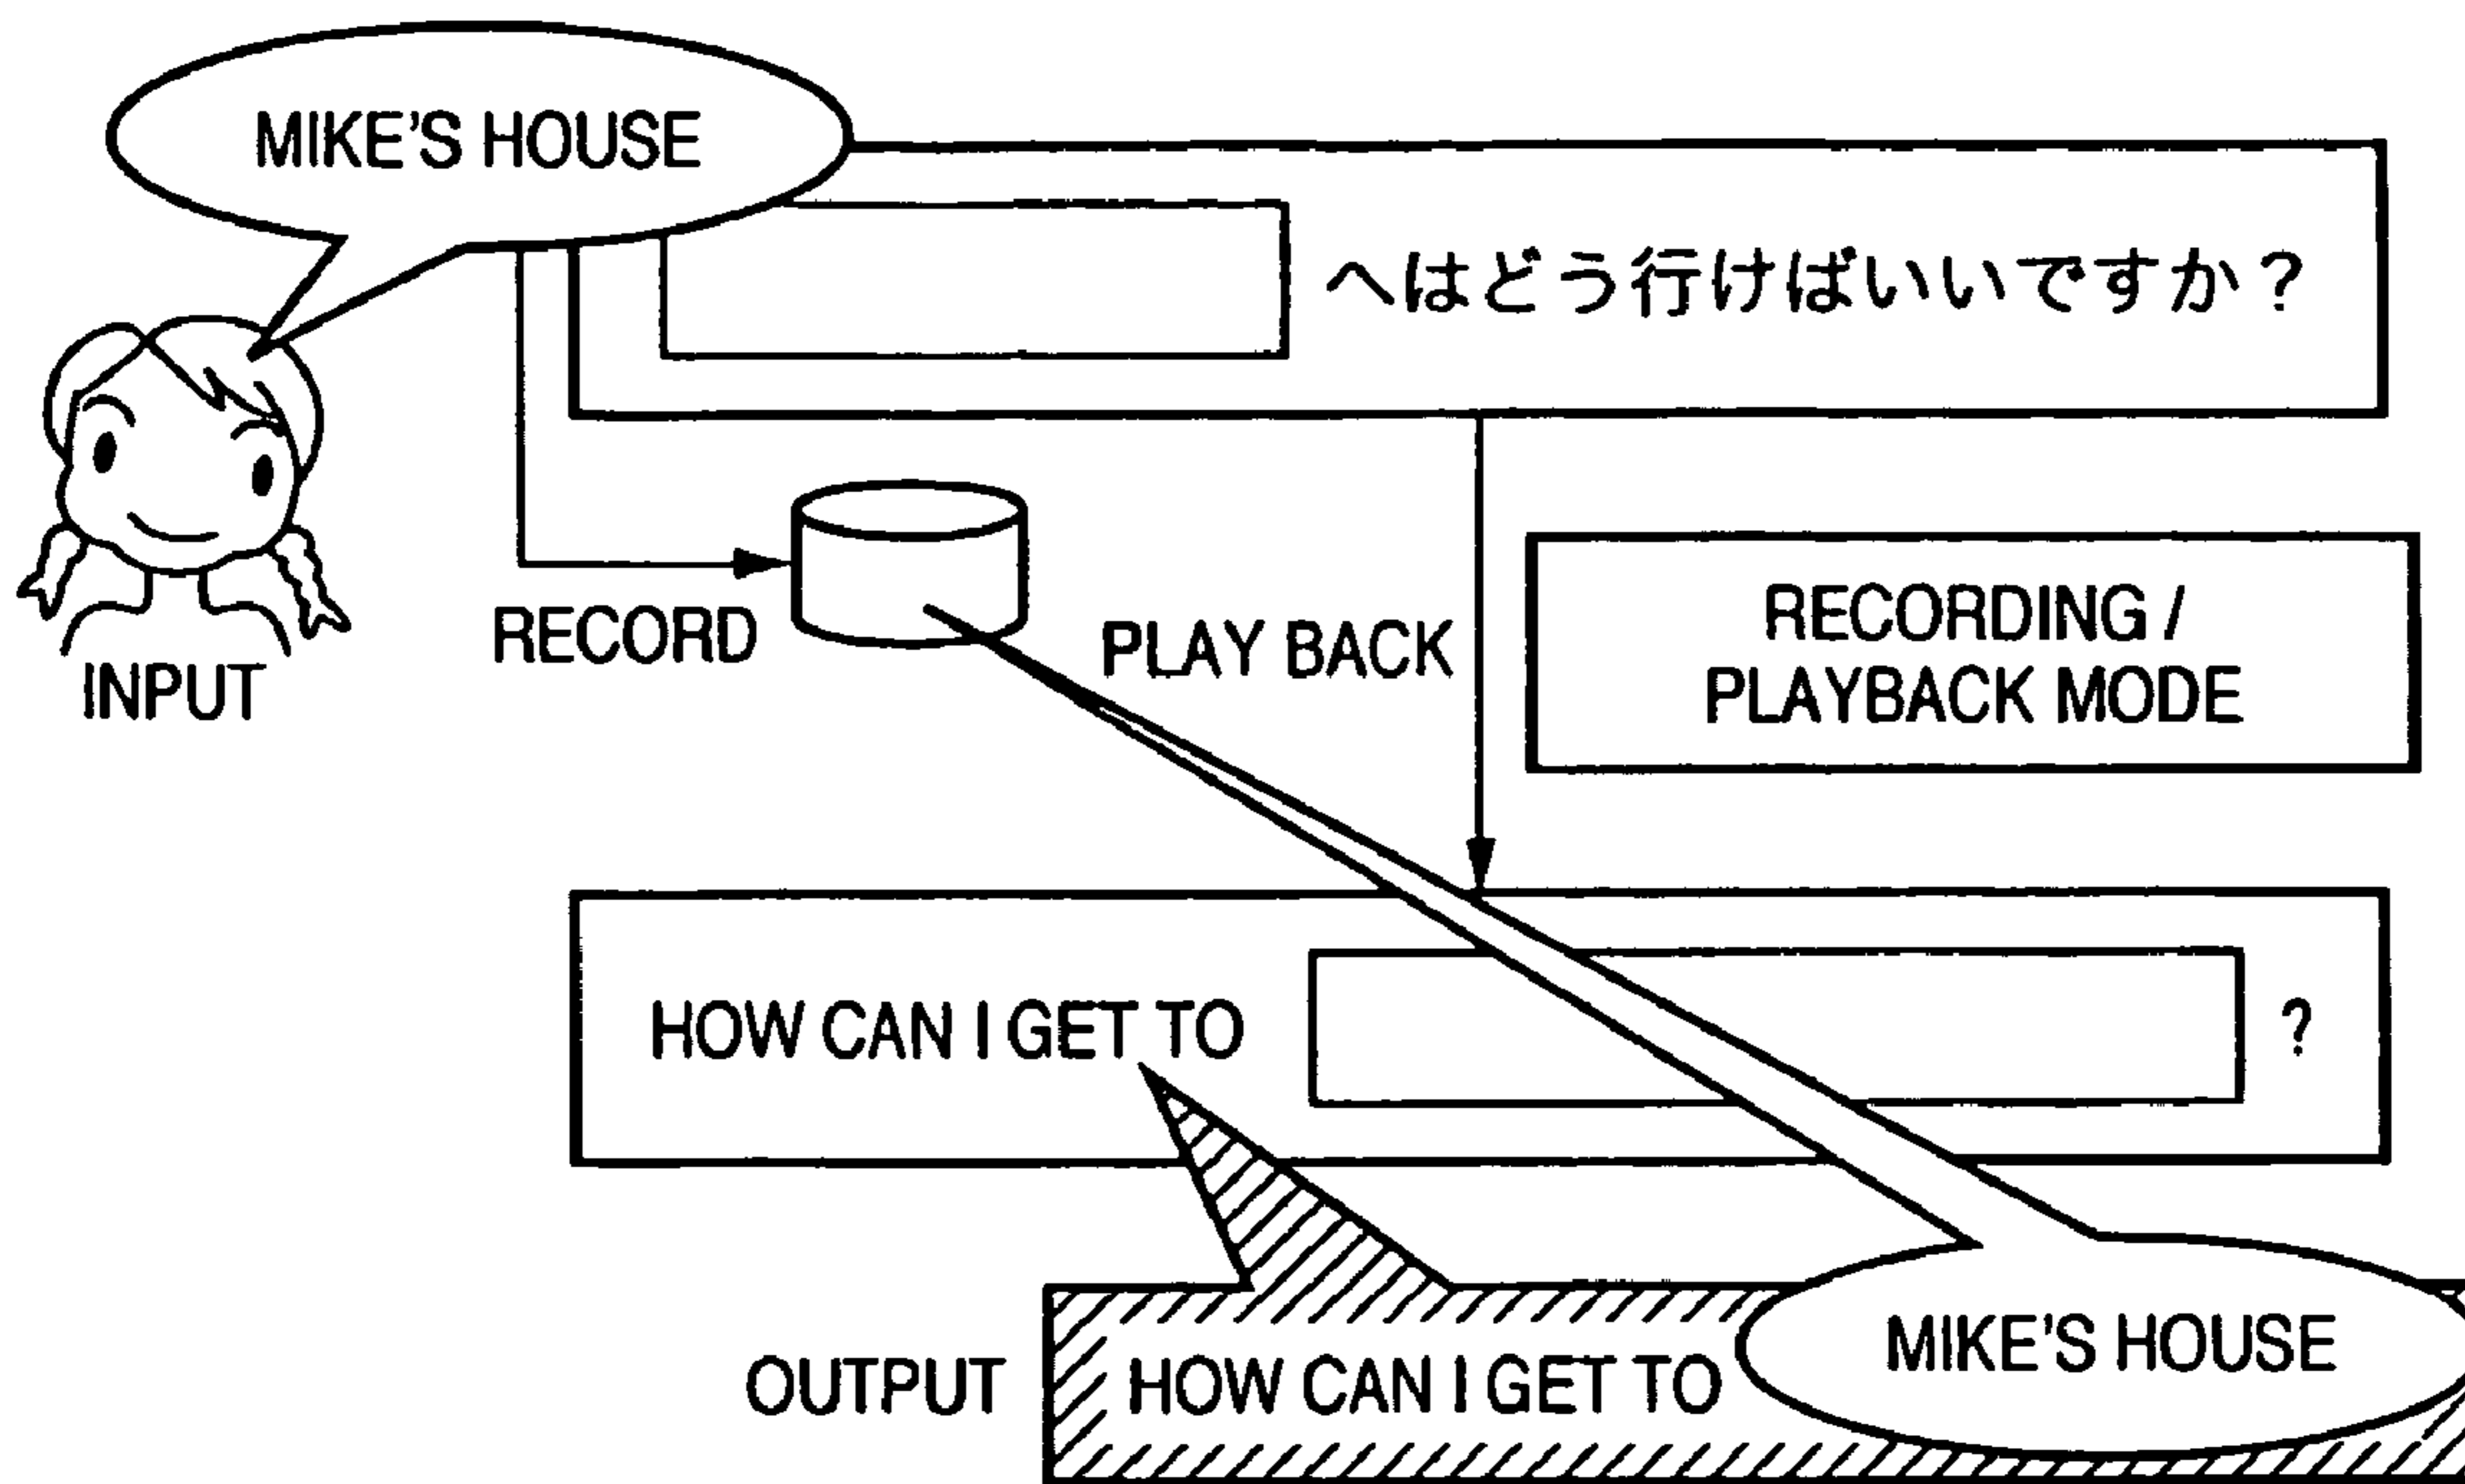 MIKE'S HOUSE
へはどう行けばいいですか?
INPUT
RECORD
PLAY BACK
RECORDING /
PLAYBACK MODE
HOW CAN I GET TO ?
OUTPUT
HOW CAN I GET TO MIKE'S HOUSE